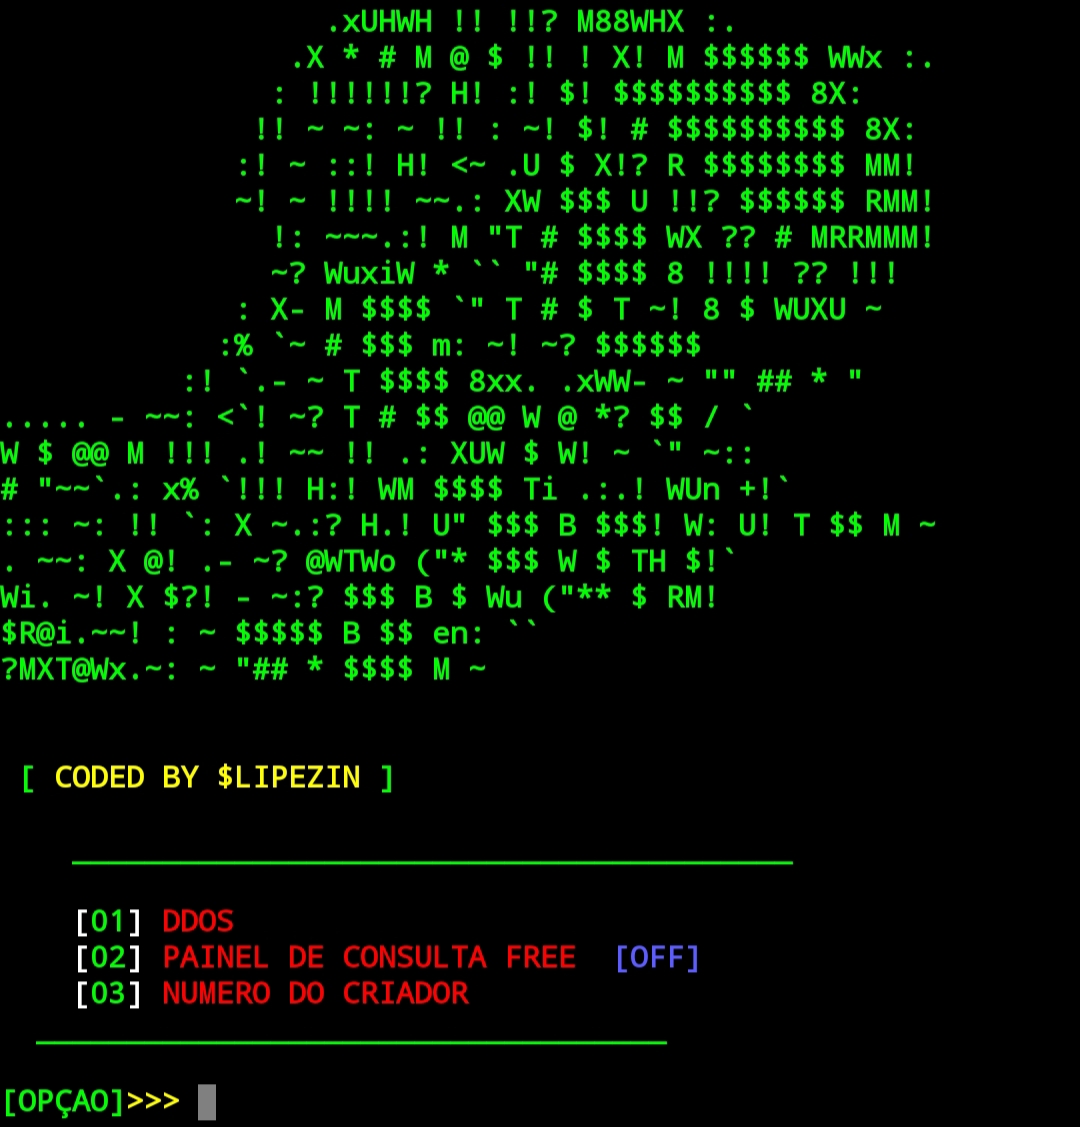 .xUHWH !! !!? M88WHX :.
.X * # M @ $ !! ! X! M $$$$$$ WWx :.
: !!!!!!? H! :! $! $$$$$$$$$$ 8X:
!! ~ ~: ~ !! : ~! $! # $$$$$$$$$$ 8X:
:! ~ ::! H! <~ .U $ X!? R $$$$$$$$ MM!
~! ~ !!!! ~~.: XW $$$ U !!? $$$$$$ RMM!
!: ~~~.:! M "T # $$$$ WX ?? # MRRMMM!
~? WuxiW * `` "# $$$$ 8 !!!! ?? !!!
: X- M $$$$ `" T # $ T ~! 8 $ WUXU ~
:% `~ # $$$ m: ~! ~? $$$$$$
:! `.- ~ T $$$$ 8xx. .xWW- ~ "" ## * "
..... - ~~: <`! ~? T # $$ @@ W @ *? $$ / `
W $ @@ M !!! .! ~~ !! .: XUW $ W! ~ `" ~::
# "~~`.: x% `!!! H:! WM $$$$ Ti .:.! WUn +!`
::: ~: !! `: X ~.:? H.! U" $$$ B $$$! W: U! T $$ M ~
. ~~: X @! .- ~? @WTWo ("* $$$ W $ TH $!`
Wi. ~! X $?! - ~:? $$$ B $ Wu ("** $ RM!
$R@i.~~! : ~ $$$$$ B $$ en: ``
?MXT@Wx.~: ~ "## * $$$$ M ~
[ CODED BY $LIPEZIN ]
[01] DDOS
[02] PAINEL DE CONSULTA FREE [OFF]
[03] NUMERO DO CRIADOR
[OPÇAO]>>>